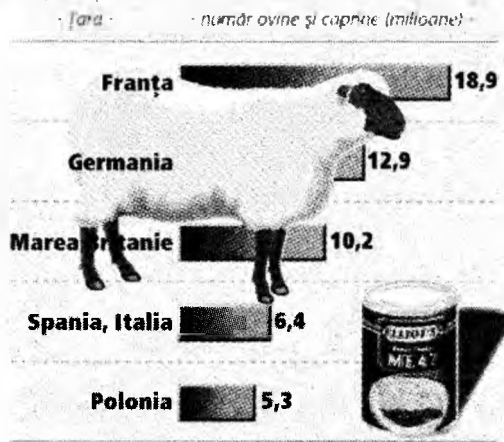 Țara număr ovine și caprine (milioane)
Franța 18,9
Germania 12,9
Marea Britanie 10,2
Spania, Italia 6,4
Polonia 5,3
MEAT